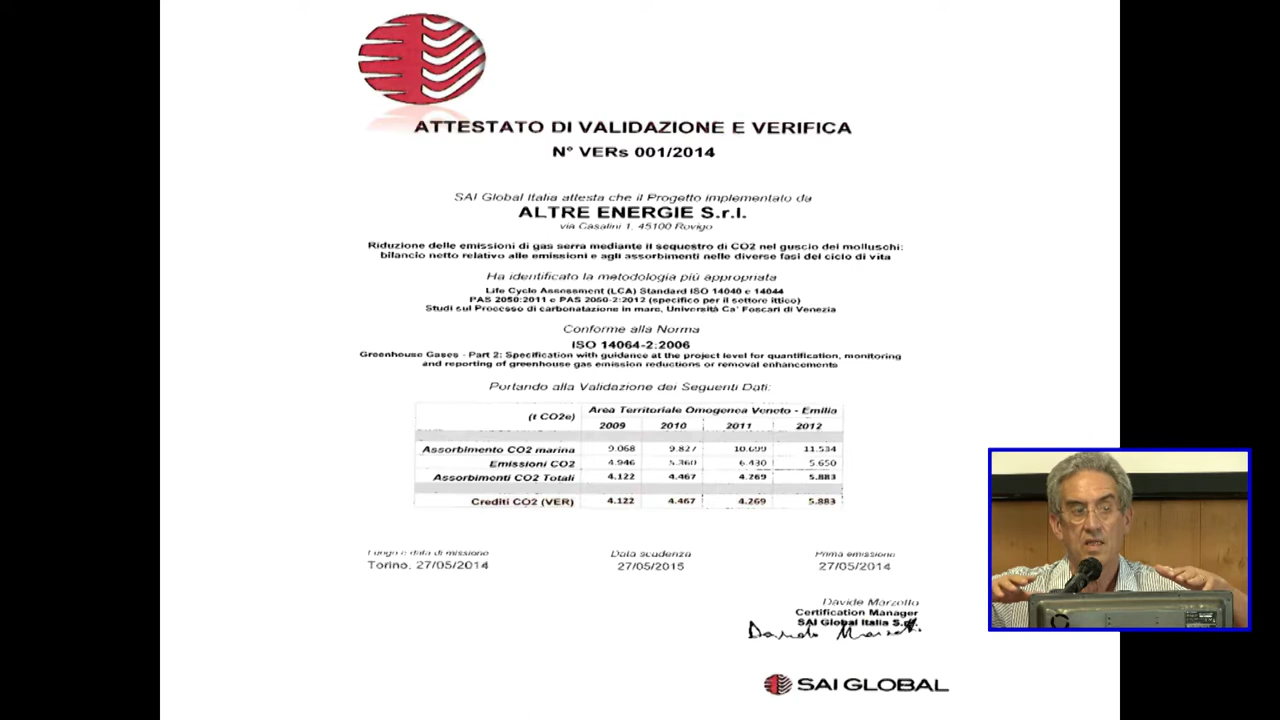 ATTESTATO DI VALIDAZIONE E VERIFICA
N° VERs 001/2014
SAI Global Italia attesta che il Progetto implementato da
ALTRE ENERGIE S.r.l.
via Casalini 1, 45100 Rovigo
Riduzione delle emissioni di gas serra mediante il sequestro di CO2 nel guscio dei molluschi:
bilancio netto relativo alle emissioni e agli assorbimenti nelle diverse fasi del ciclo di vita
Ha identificato la metodologia più appropriata
Life Cycle Assessment (LCA) Standard ISO 14040 e 14044
PAS 2050:2011 e PAS 2050-2:2012 (specifico per il settore ittico)
Studi sul Processo di carbonatazione in mare, Università Ca' Foscari di Venezia
Conforme alla Norma
ISO 14064-2:2006
Greenhouse Gases - Part 2: Specification with guidance at the project level for quantification, monitoring
and reporting of greenhouse gas emission reductions or removal enhancements
Portando alla Validazione dei Seguenti Dati:
(t CO2e) Area Territoriale Omogenea Veneto - Emilia
2009 2010 2011 2012
Assorbimento CO2 marina 9.068 9.827 10.699 11.534
Emissioni CO2 4.946 5.360 6.430 5.650
Assorbimenti CO2 Totali 4.122 4.467 4.269 5.883
Crediti CO2 (VER) 4.122 4.467 4.269 5.883
Luogo e data di missione Data scadenza Prima emissione
Torino, 27/05/2014 27/05/2015 27/05/2014
Davide Marzollo
Certification Manager
SAI Global Italia S.r.l.
SAI GLOBAL